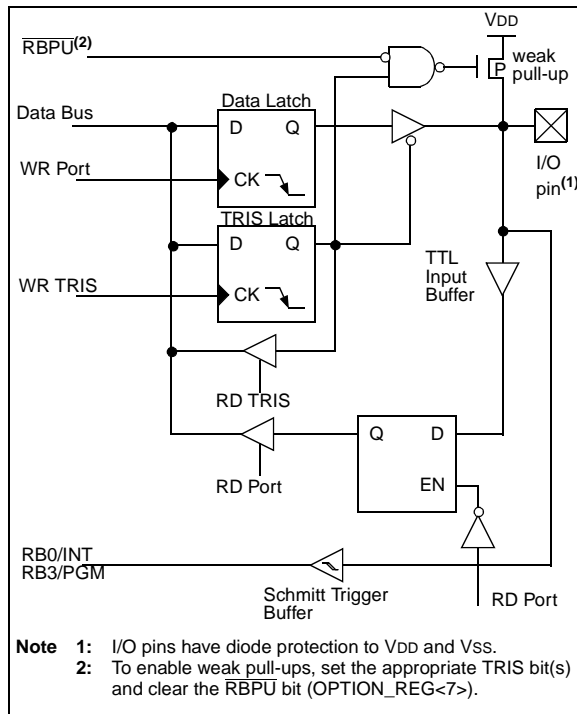 VDD
RBPU(2)
weak
pull-up
P
Data Latch
Data Bus
D Q
WR Port
CK
I/O
pin(1)
TRIS Latch
D Q
TTL
Input
Buffer
WR TRIS
CK
RD TRIS
Q D
RD Port
EN
RB0/INT
RB3/PGM
Schmitt Trigger
Buffer
RD Port
Note 1: I/O pins have diode protection to VDD and VSS.
2: To enable weak pull-ups, set the appropriate TRIS bit(s)
and clear the RBPU bit (OPTION_REG<7>).